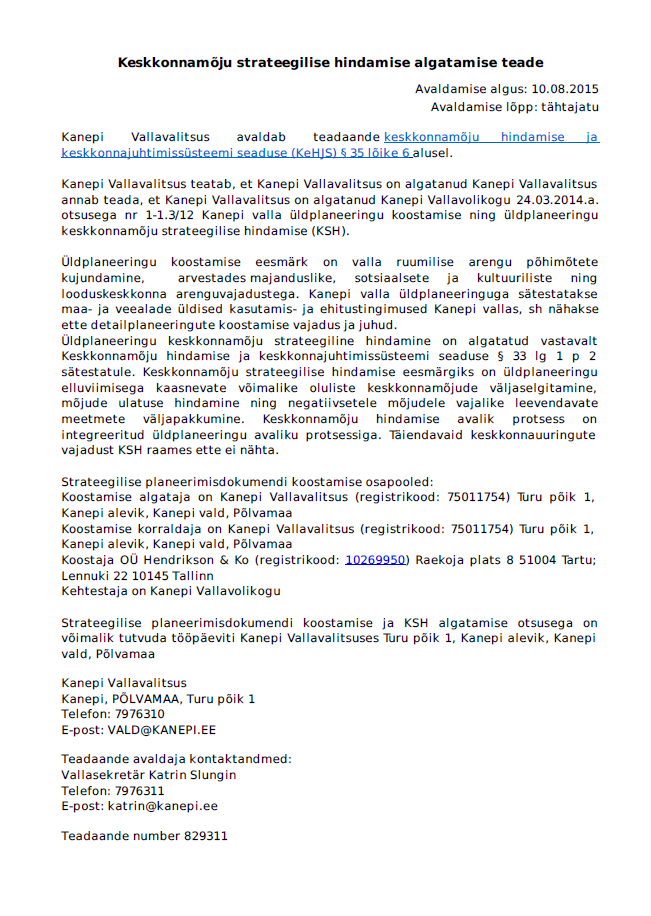 Keskkonnamõju strateegilise hindamise algatamise teade
Avaldamise algus: 10.08.2015
Avaldamise lõpp: tähtajatu
Kanepi Vallavalitsus avaldab teadaande keskkonnamõju hindamise ja
keskkonnajuhtimissüsteemi seaduse (KeHJS) § 35 lõike 6 alusel.
Kanepi Vallavalitsus teatab, et Kanepi Vallavalitsus on algatanud Kanepi Vallavalitsus
annab teada, et Kanepi Vallavalitsus on algatanud Kanepi Vallavolikogu 24.03.2014.a.
otsusega nr 1-1.3/12 Kanepi valla üldplaneeringu koostamise ning üldplaneeringu
keskkonnamõju strateegilise hindamise (KSH).
Üldplaneeringu koostamise eesmärk on valla ruumilise arengu põhimõtete
kujundamine, arvestades majanduslike, sotsiaalsete ja kultuuriliste ning
looduskeskkonna arenguvajadustega. Kanepi valla üldplaneeringuga sätestatakse
maa- ja veealade üldised kasutamis- ja ehitustingimused Kanepi vallas, sh nähakse
ette detailplaneeringute koostamise vajadus ja juhud.
Üldplaneeringu keskkonnamõju strateegiline hindamine on algatatud vastavalt
Keskkonnamõju hindamise ja keskkonnajuhtimissüsteemi seaduse § 33 lg 1 p 2
sätestatule. Keskkonnamõju strateegilise hindamise eesmärgiks on üldplaneeringu
elluviimisega kaasnevate võimalike oluliste keskkonnamõjude väljaselgitamine,
mõjude ulatuse hindamine ning negatiivsetele mõjudele vajalike leevendavate
meetmete väljapakkumine. Keskkonnamõju hindamise avalik protsess on
integreeritud üldplaneeringu avaliku protsessiga. Täiendavaid keskkonnauuringute
vajadust KSH raames ette ei nähta.
Strateegilise planeerimisdokumendi koostamise osapooled:
Koostamise algataja on Kanepi Vallavalitsus (registrikood: 75011754) Turu põik 1,
Kanepi alevik, Kanepi vald, Põlvamaa
Koostamise korraldaja on Kanepi Vallavalitsus (registrikood: 75011754) Turu põik 1,
Kanepi alevik, Kanepi vald, Põlvamaa
Koostaja OÜ Hendrikson & Ko (registrikood: 10269950) Raekoja plats 8 51004 Tartu;
Lennuki 22 10145 Tallinn
Kehtestaja on Kanepi Vallavolikogu
Strateegilise planeerimisdokumendi koostamise ja KSH algatamise otsusega on
võimalik tutvuda tööpäeviti Kanepi Vallavalitsuses Turu põik 1, Kanepi alevik, Kanepi
vald, Põlvamaa
Kanepi Vallavalitsus
Kanepi, PÕLVAMAA, Turu põik 1
Telefon: 7976310
E-post: VALD@KANEPI.EE
Teadaande avaldaja kontaktandmed:
Vallasekretär Katrin Slungin
Telefon: 7976311
E-post: katrin@kanepi.ee
Teadaande number 829311